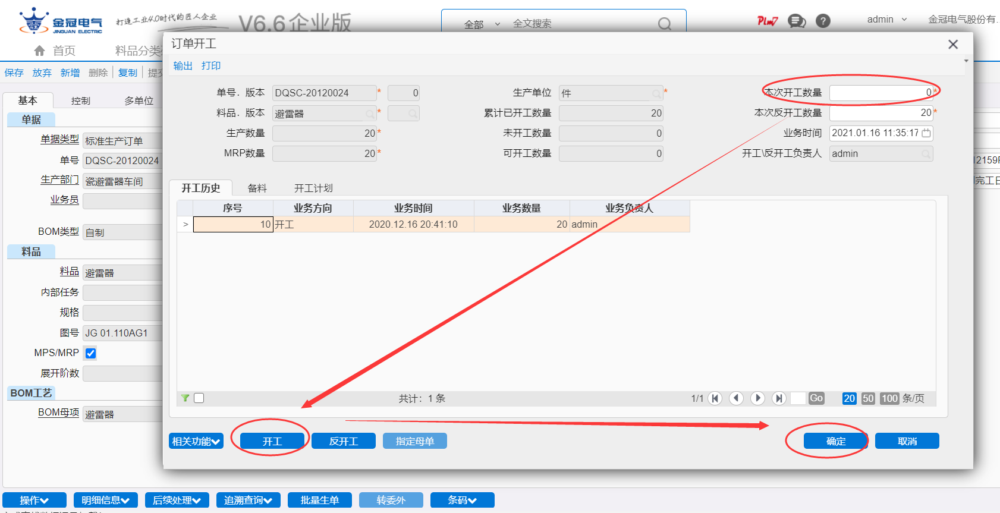 金冠电气
JINGUAN ELECTRIC
打造工业4.0时代的匠人企业
V6.6企业版
全部 全文搜索
Plm7
?
admin
金冠电气股份有...
首页
料品分类
保存 放弃 新增 删除 复制 提交
基本 控制 多单位
单据
单据类型 标准生产订单
单号 DQSC-20120024
生产部门 瓷避雷器车间
业务员
BOM类型 自制
料品
料品 避雷器
内部任务
规格
图号 JG 01.110AG1
MPS/MRP
展开阶数
BOM工艺
BOM母项 避雷器
12159F
完工日
订单开工
输出 打印
单号．版本 DQSC-20120024 * 0 生产单位 件 * 本次开工数量 0 *
料品．版本 避雷器 * 累计已开工数量 20 本次反开工数量 20 *
生产数量 20 * 未开工数量 0 业务时间 2021.01.16 11:35:17
MRP数量 20 * 可开工数量 0 开工\反开工负责人 admin
开工历史 备料 开工计划
序号 业务方向 业务时间 业务数量 业务负责人
> 10 开工 2020.12.16 20:41:10 20 admin
共计：1 条 1/1 Go 20 50 100 条/页
相关功能 开工 反开工 指定母单 确定 取消
操作 明细信息 后续处理 追溯查询 批量生单 转委外 条码